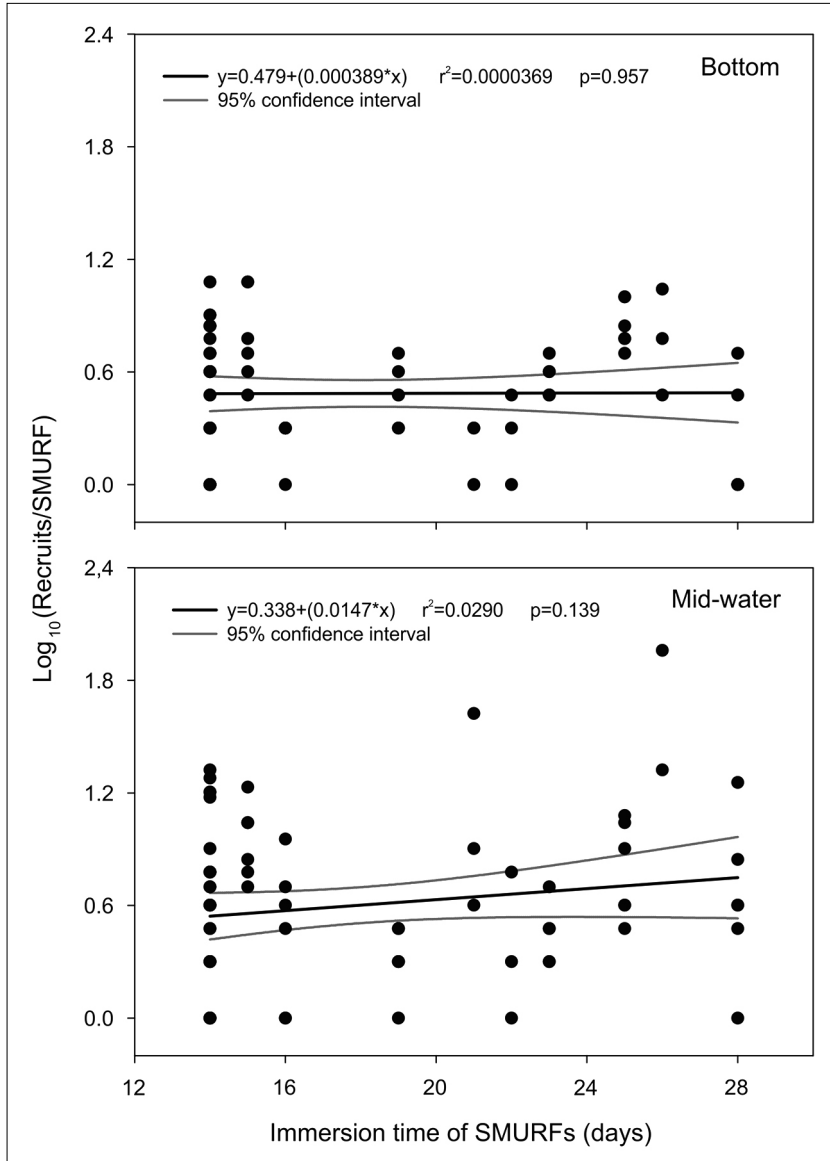 2.4
y=0.479+(0.000389*x) r²=0.0000369 p=0.957 Bottom
95% confidence interval
1.8
1.2
0.6
0.0
Log₁₀(Recruits/SMURF)
2,4
y=0.338+(0.0147*x) r²=0.0290 p=0.139 Mid-water
95% confidence interval
1.8
1.2
0.6
0.0
12 16 20 24 28
Immersion time of SMURFs (days)